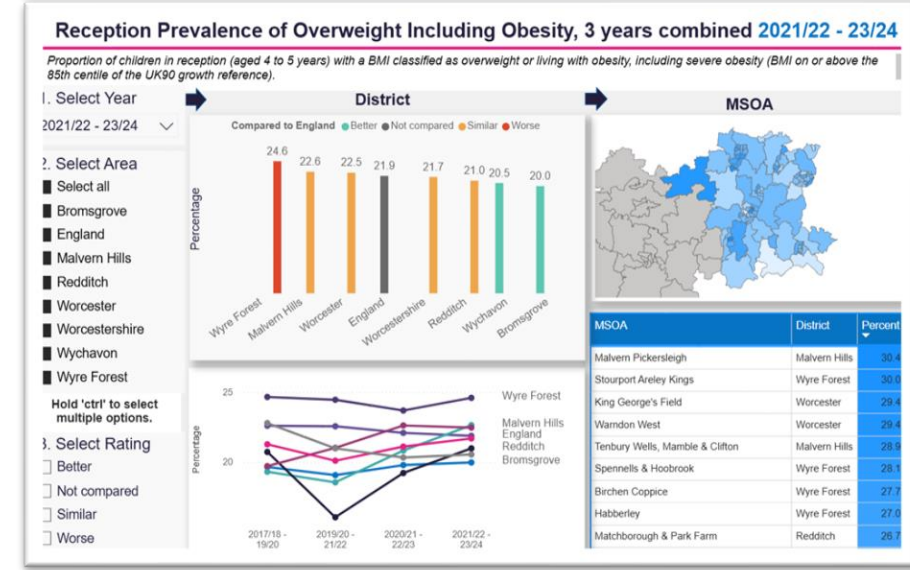 Reception Prevalence of Overweight Including Obesity, 3 years combined 2021/22 - 23/24
Proportion of children in reception (aged 4 to 5 years) with a BMI classified as overweight or living with obesity, including severe obesity (BMI on or above the
85th centile of the UK90 growth reference).
. Select Year
2021/22 - 23/24
2. Select Area
Select all
Bromsgrove
England
Malvern Hills
Redditch
Worcester
Worcestershire
Wychavon
Wyre Forest
Hold 'ctrl' to select
multiple options.
3. Select Rating
Better
Not compared
Similar
Worse
District
Compared to England Better Not compared Similar Worse
Percentage
24.6 22.6 22.5 21.9 21.7 21.0 20.5 20.0
Wyre Forest Malvern Hills Worcester England Worcestershire Redditch Wychavon Bromsgrove
Percentage
25
20
Wyre Forest
Malvern Hills
England
Redditch
Bromsgrove
2017/18 - 2019/20 - 2020/21 - 2021/22 -
19/20 21/22 22/23 23/24
MSOA
MSOA District Percent
Malvern Pickersleigh Malvern Hills 30.4
Stourport Areley Kings Wyre Forest 30.0
King George's Field Worcester 29.4
Warndon West Worcester 29.4
Tenbury Wells, Mamble & Clifton Malvern Hills 28.9
Spennells & Hoobrook Wyre Forest 28.1
Birchen Coppice Wyre Forest 27.7
Habberley Wyre Forest 27.0
Matchborough & Park Farm Redditch 26.7